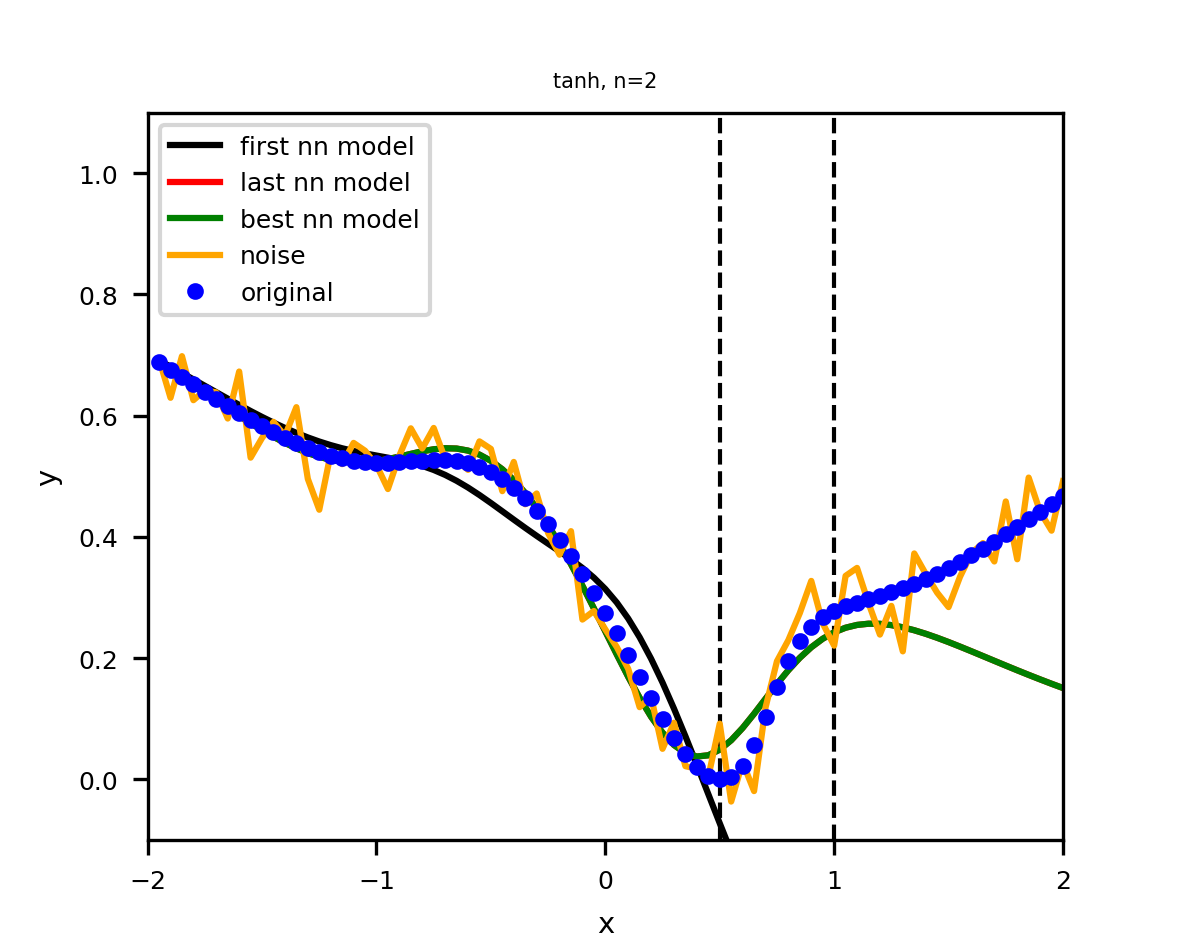 tanh, n=2
first nn model
last nn model
best nn model
noise
original
1.0
0.8
0.6
0.4
0.2
0.0
y
−2
−1
0
1
2
x